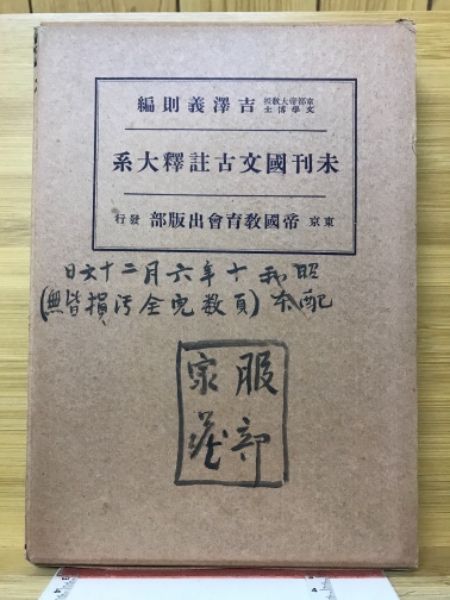 京都帝大教授
文學博士
吉澤義則編
未刊國文古註釋大系
東京 帝國敎育會出版部 發行
昭和十年六月二十六日
配本(頁数完全汚損皆無)
服部
家蔵